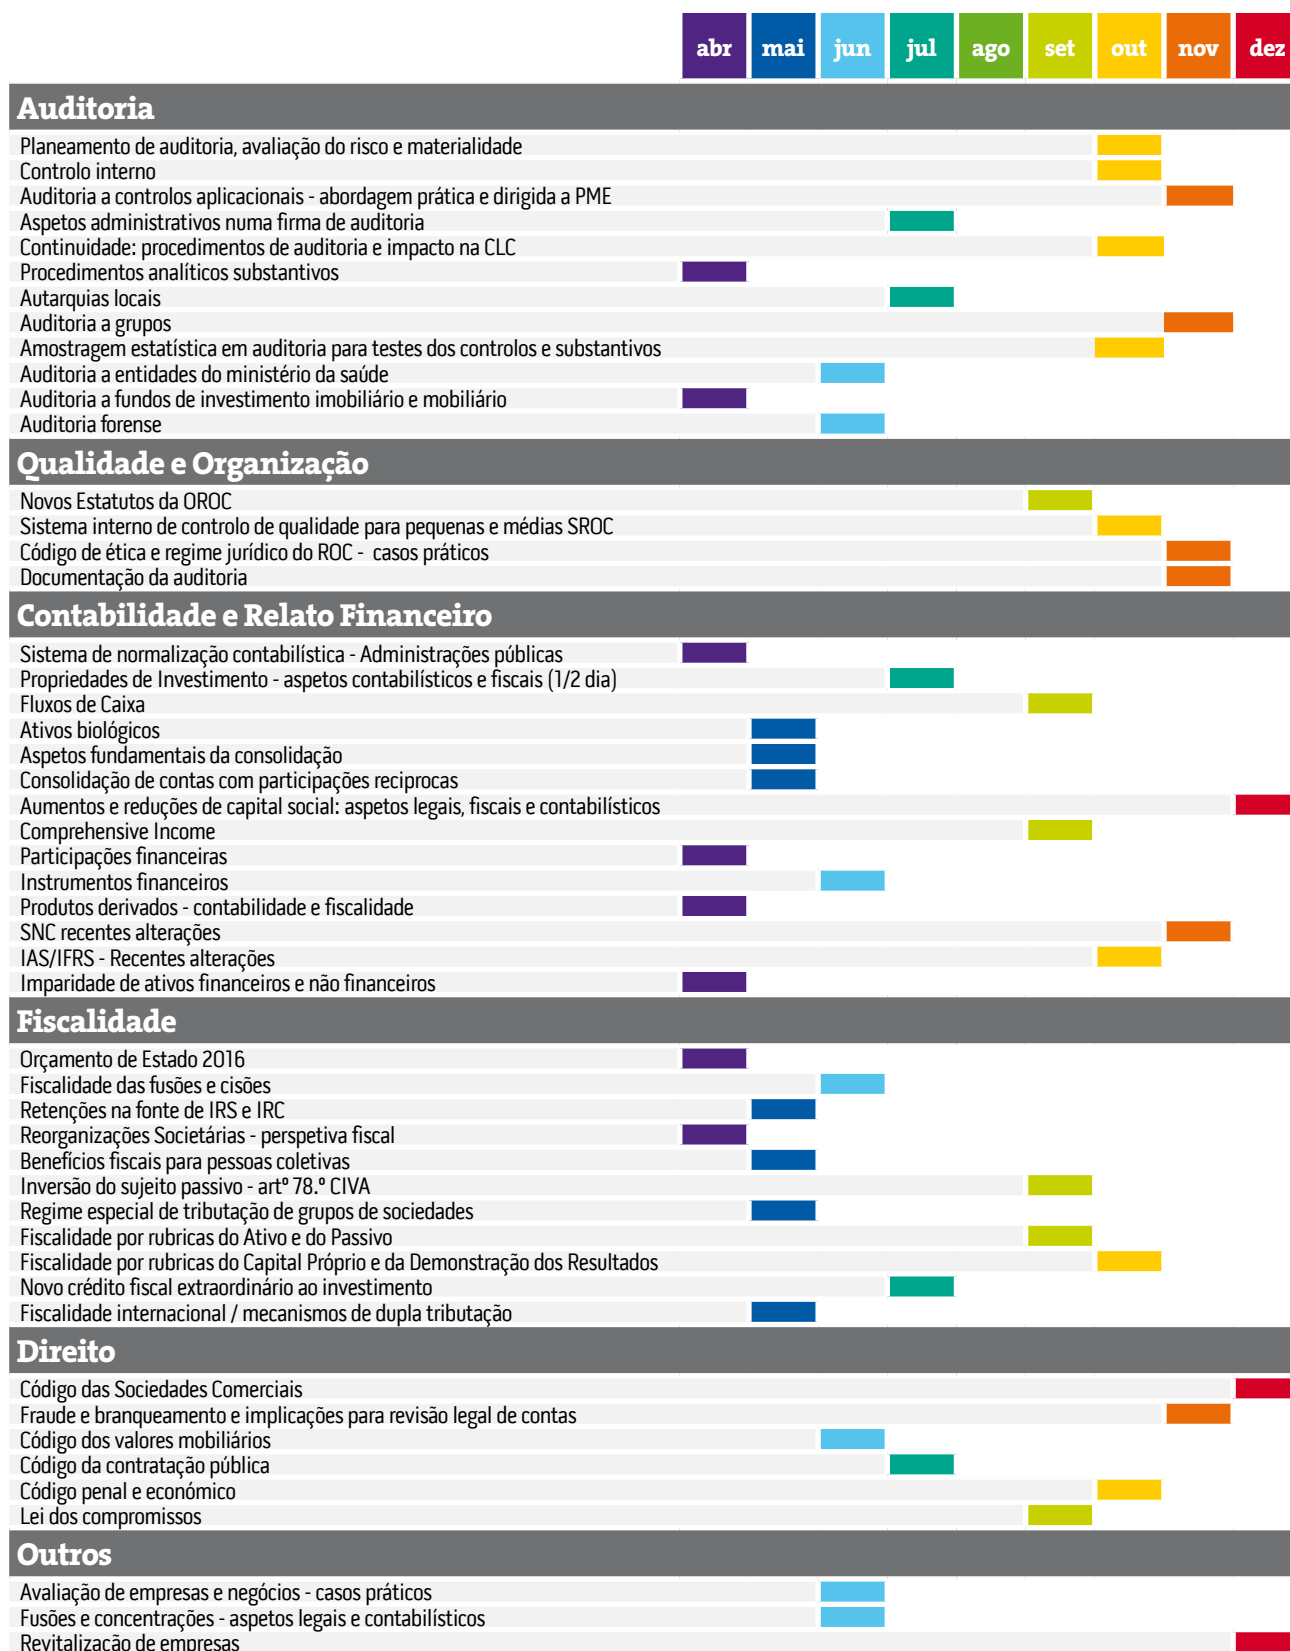 abr mai jun jul ago set out nov dez
Auditoria
Planeamento de auditoria, avaliação do risco e materialidade
Controlo interno
Auditoria a controlos aplicacionais - abordagem prática e dirigida a PME
Aspetos administrativos numa firma de auditoria
Continuidade: procedimentos de auditoria e impacto na CLC
Procedimentos analíticos substantivos
Autarquias locais
Auditoria a grupos
Amostragem estatística em auditoria para testes dos controlos e substantivos
Auditoria a entidades do ministério da saúde
Auditoria a fundos de investimento imobiliário e mobiliário
Auditoria forense
Qualidade e Organização
Novos Estatutos da OROC
Sistema interno de controlo de qualidade para pequenas e médias SROC
Código de ética e regime jurídico do ROC - casos práticos
Documentação da auditoria
Contabilidade e Relato Financeiro
Sistema de normalização contabilística - Administrações públicas
Propriedades de Investimento - aspetos contabilísticos e fiscais (1/2 dia)
Fluxos de Caixa
Ativos biológicos
Aspetos fundamentais da consolidação
Consolidação de contas com participações reciprocas
Aumentos e reduções de capital social: aspetos legais, fiscais e contabilísticos
Comprehensive Income
Participações financeiras
Instrumentos financeiros
Produtos derivados - contabilidade e fiscalidade
SNC recentes alterações
IAS/IFRS - Recentes alterações
Imparidade de ativos financeiros e não financeiros
Fiscalidade
Orçamento de Estado 2016
Fiscalidade das fusões e cisões
Retenções na fonte de IRS e IRC
Reorganizações Societárias - perspetiva fiscal
Benefícios fiscais para pessoas coletivas
Inversão do sujeito passivo - artº 78.º CIVA
Regime especial de tributação de grupos de sociedades
Fiscalidade por rubricas do Ativo e do Passivo
Fiscalidade por rubricas do Capital Próprio e da Demonstração dos Resultados
Novo crédito fiscal extraordinário ao investimento
Fiscalidade internacional / mecanismos de dupla tributação
Direito
Código das Sociedades Comerciais
Fraude e branqueamento e implicações para revisão legal de contas
Código dos valores mobiliários
Código da contratação pública
Código penal e económico
Lei dos compromissos
Outros
Avaliação de empresas e negócios - casos práticos
Fusões e concentrações - aspetos legais e contabilísticos
Revitalização de empresas